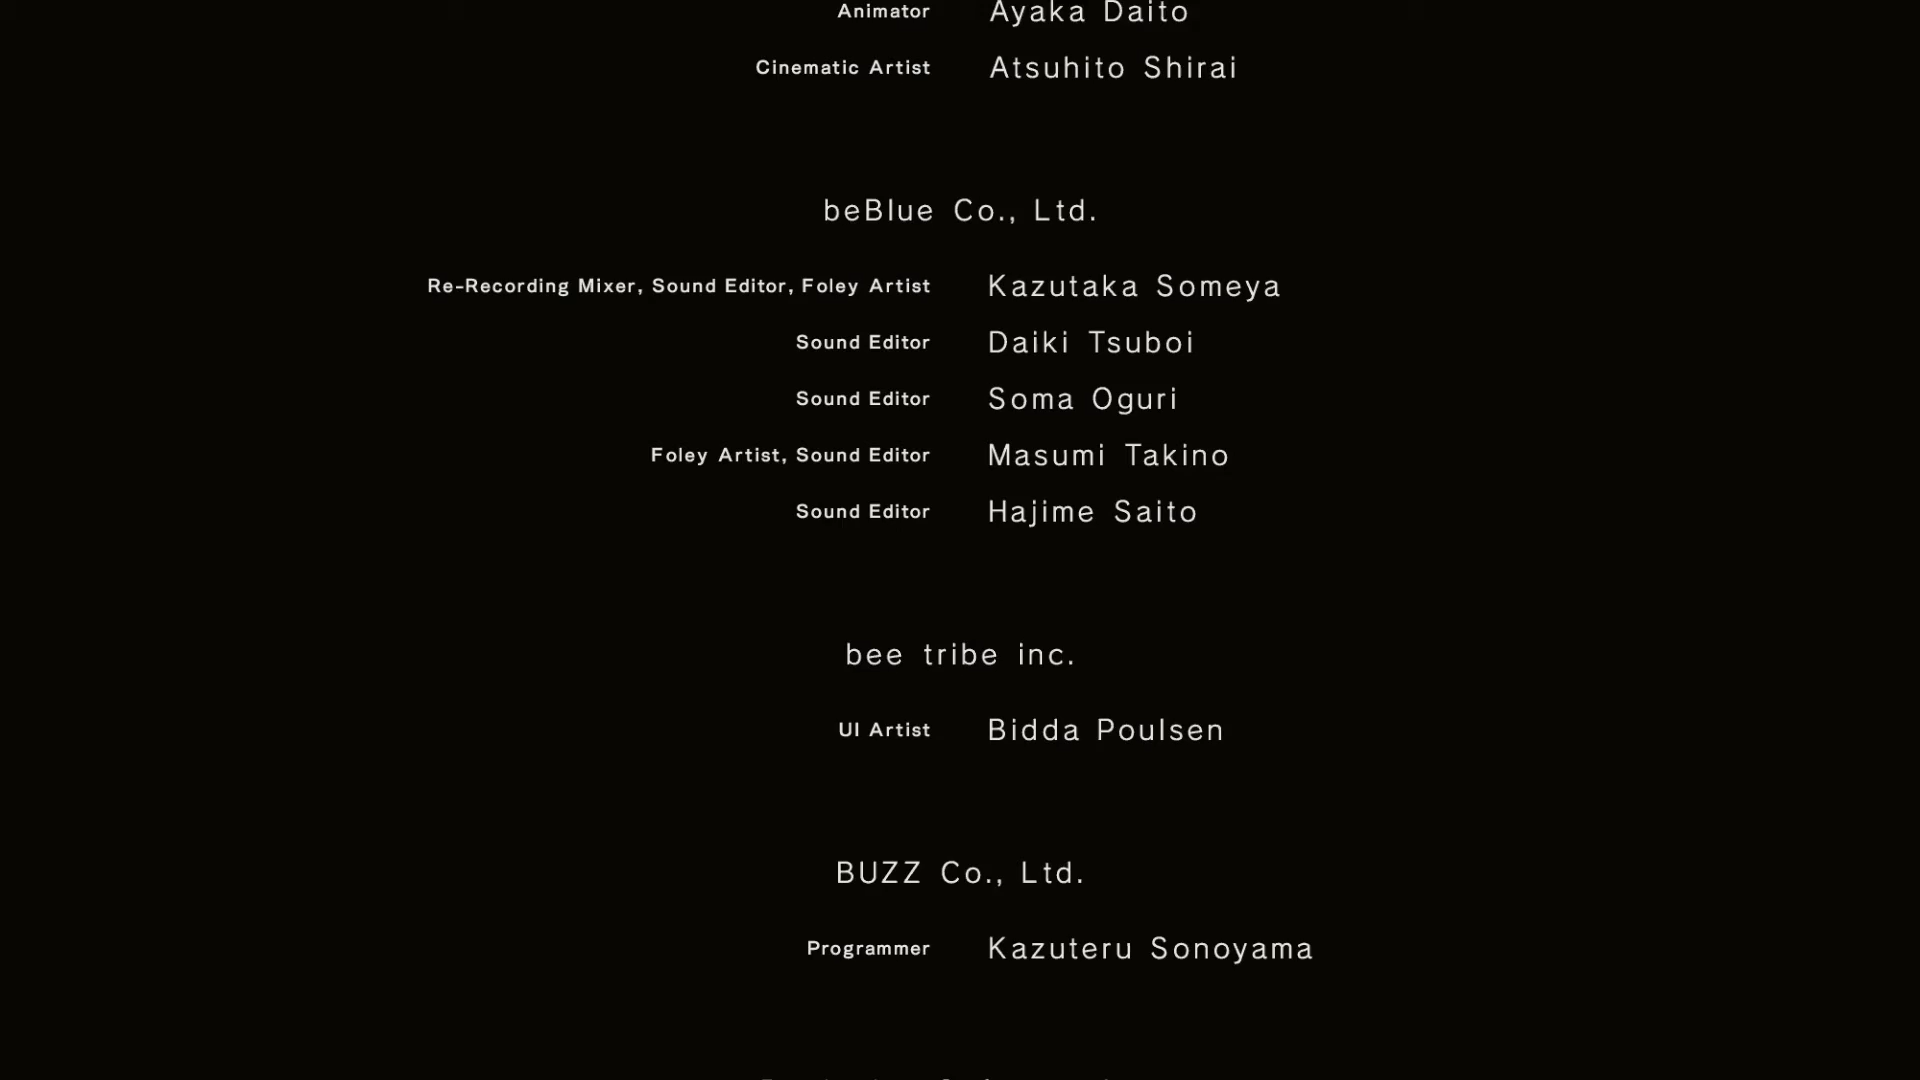 Animator Ayaka Daito
Cinematic Artist Atsuhito Shirai
beBlue Co., Ltd.
Re-Recording Mixer, Sound Editor, Foley Artist Kazutaka Someya
Sound Editor Daiki Tsuboi
Sound Editor Soma Oguri
Foley Artist, Sound Editor Masumi Takino
Sound Editor Hajime Saito
bee tribe inc.
UI Artist Bidda Poulsen
BUZZ Co., Ltd.
Programmer Kazuteru Sonoyama